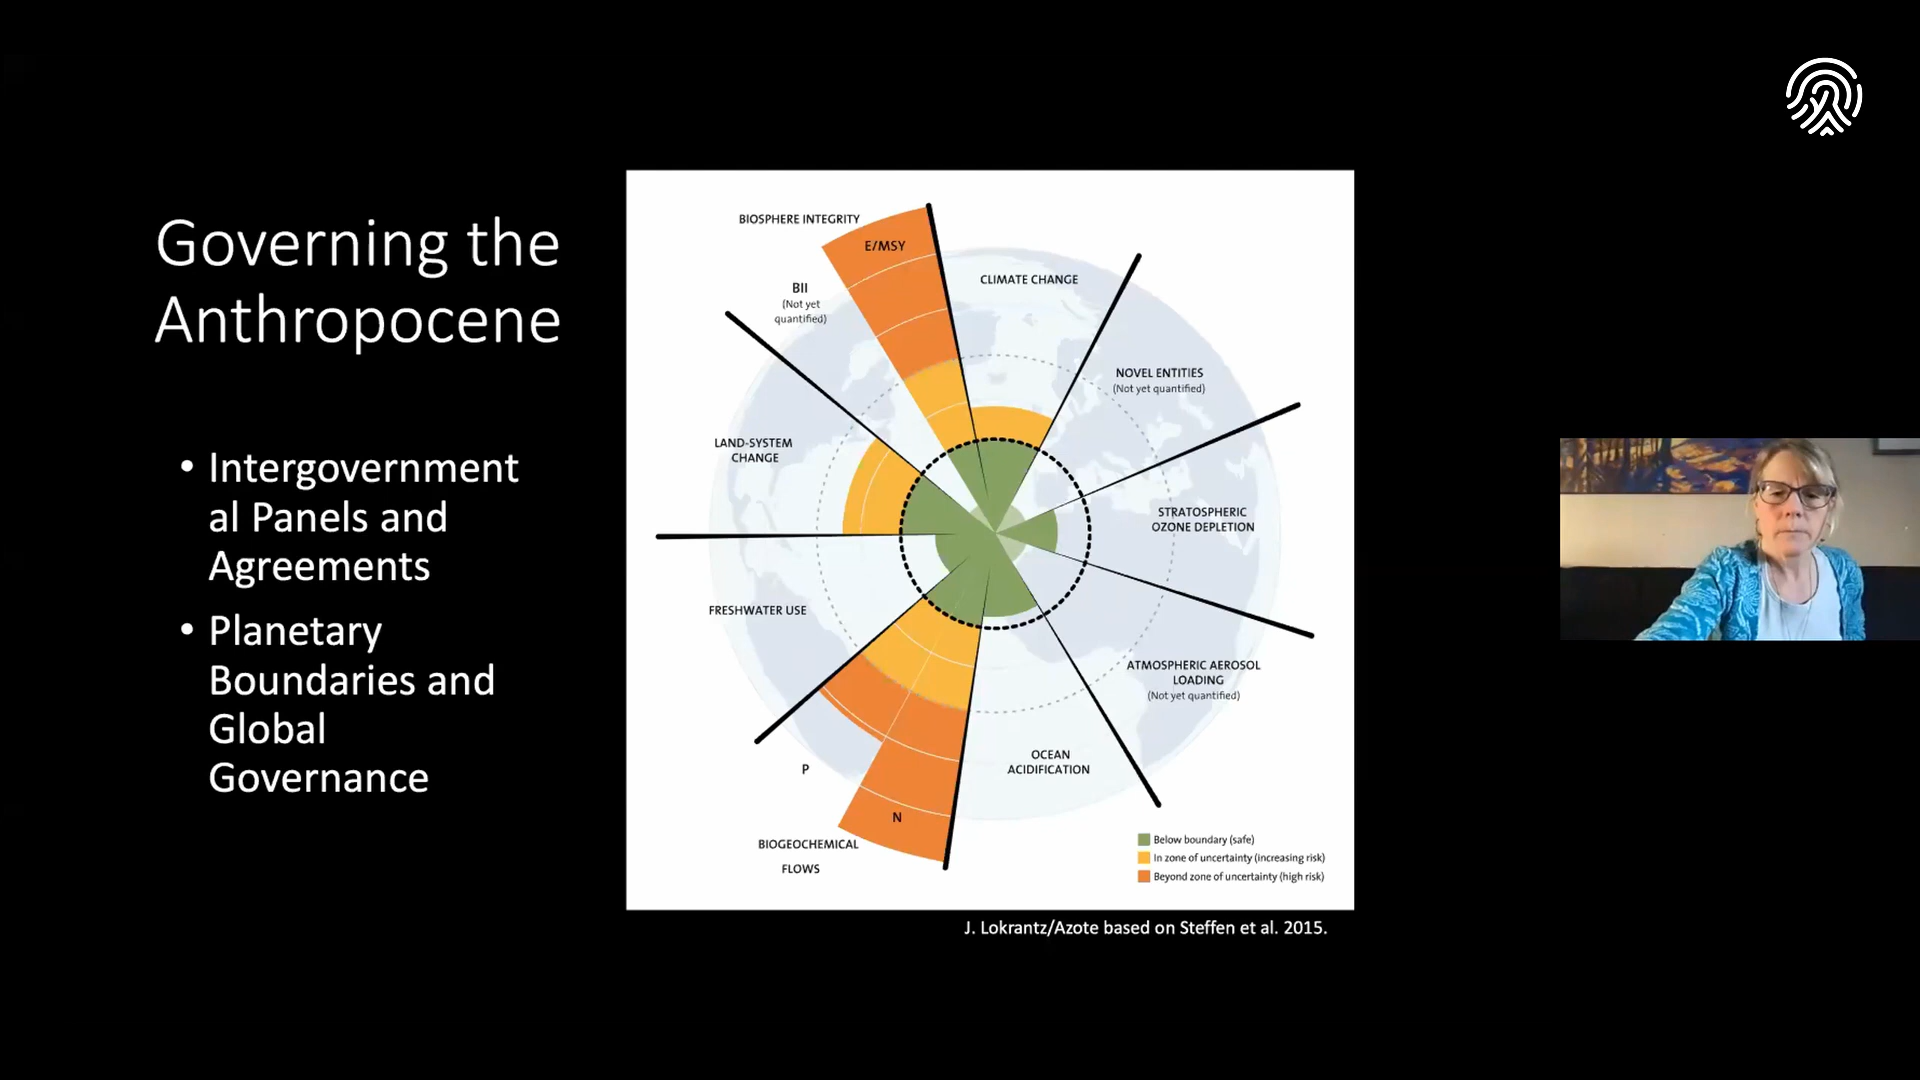 Governing the
Anthropocene
• Intergovernment
al Panels and
Agreements
• Planetary
Boundaries and
Global
Governance
BIOSPHERE INTEGRITY
E/MSY
BII
(Not yet
quantified)
CLIMATE CHANGE
NOVEL ENTITIES
(Not yet quantified)
LAND-SYSTEM
CHANGE
STRATOSPHERIC
OZONE DEPLETION
FRESHWATER USE
ATMOSPHERIC AEROSOL
LOADING
(Not yet quantified)
P
OCEAN
ACIDIFICATION
N
BIOGEOCHEMICAL
FLOWS
Below boundary (safe)
In zone of uncertainty (increasing risk)
Beyond zone of uncertainty (high risk)
J. Lokrantz/Azote based on Steffen et al. 2015.